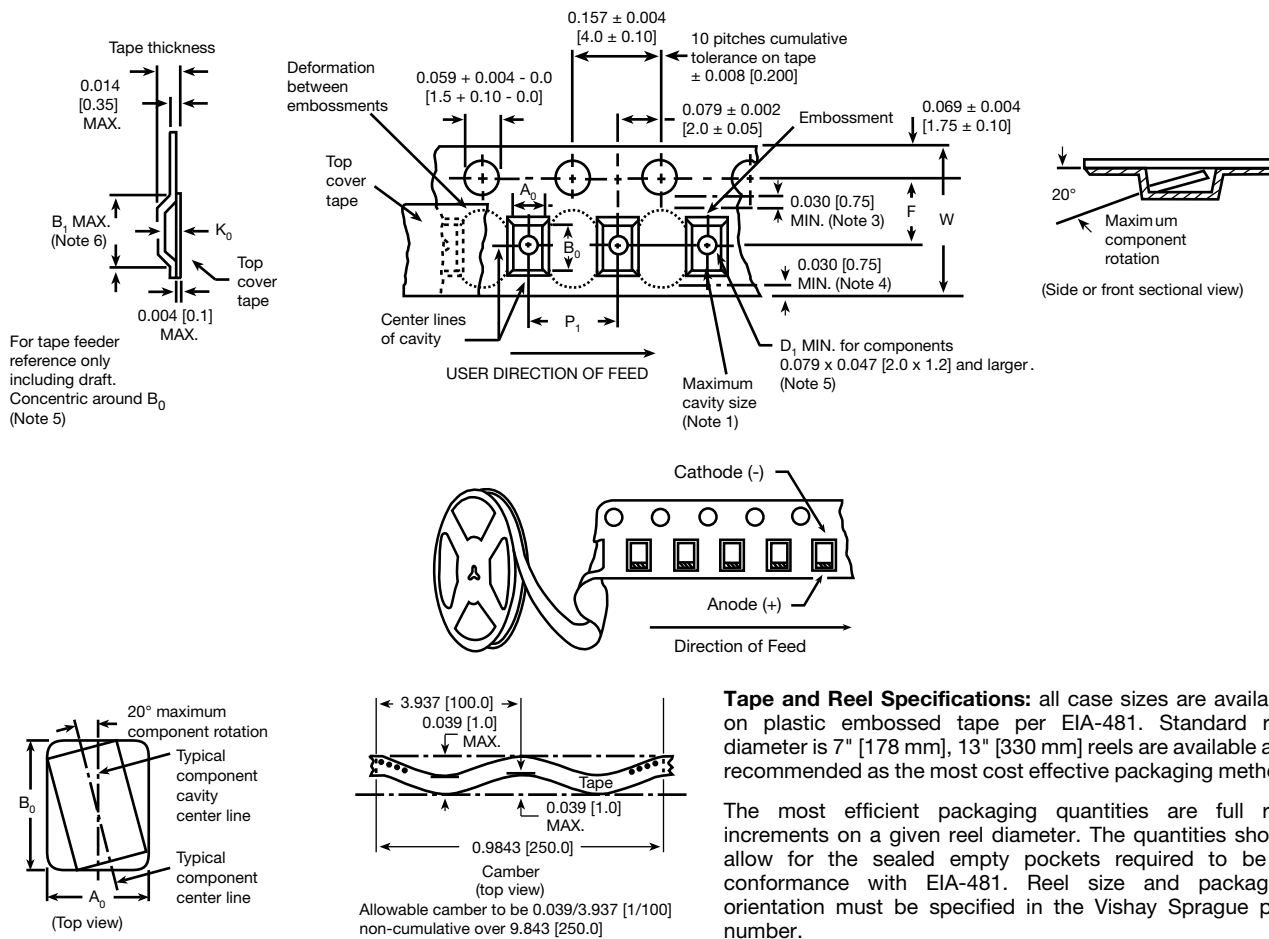 0.157 ± 0.004
[4.0 ± 0.10]
10 pitches cumulative
tolerance on tape
± 0.008 [0.200]
Tape thickness
0.014
[0.35]
MAX.
Deformation
between
embossments
0.059 + 0.004 - 0.0
[1.5 + 0.10 - 0.0]
0.079 ± 0.002
[2.0 ± 0.05]
Embossment
0.069 ± 0.004
[1.75 ± 0.10]
Top
cover
tape
A0
B0
0.030 [0.75]
MIN. (Note 3)
F
W
20°
Maximum
component
rotation
(Side or front sectional view)
B1 MAX.
(Note 6)
K0
Top
cover
tape
0.004 [0.1]
MAX.
0.030 [0.75]
MIN. (Note 4)
Center lines
of cavity
P1
USER DIRECTION OF FEED
Maximum
cavity size
(Note 1)
D1 MIN. for components
0.079 x 0.047 [2.0 x 1.2] and larger.
(Note 5)
For tape feeder
reference only
including draft.
Concentric around B0
(Note 5)
Cathode (-)
Anode (+)
Direction of Feed
20° maximum
component rotation
Typical
component
cavity
center line
B0
Typical
component
center line
A0
(Top view)
3.937 [100.0]
0.039 [1.0]
MAX.
Tape
0.039 [1.0]
MAX.
0.9843 [250.0]
Camber
(top view)
Allowable camber to be 0.039/3.937 [1/100]
non-cumulative over 9.843 [250.0]
Tape and Reel Specifications: all case sizes are availa
on plastic embossed tape per EIA-481. Standard r
diameter is 7" [178 mm], 13" [330 mm] reels are available a
recommended as the most cost effective packaging metho
The most efficient packaging quantities are full r
increments on a given reel diameter. The quantities sho
allow for the sealed empty pockets required to be
conformance with EIA-481. Reel size and packag
orientation must be specified in the Vishay Sprague p
number.